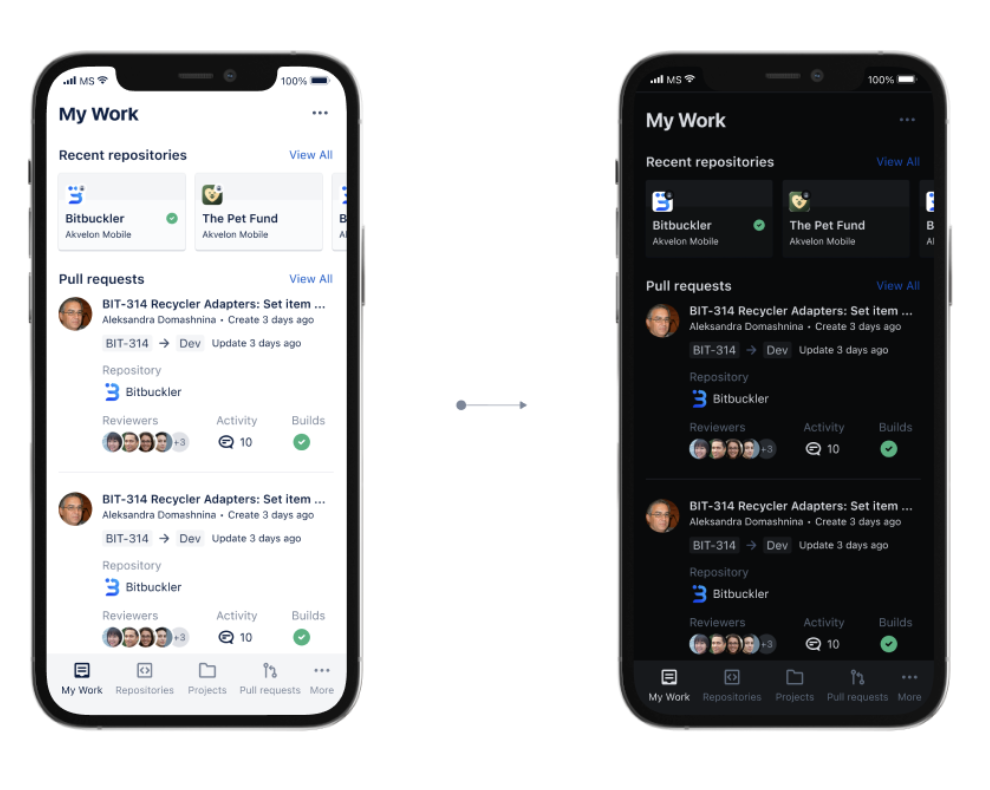 MS 100%
My Work
Recent repositories View All
Bitbuckler The Pet Fund B
Akvelon Mobile Akvelon Mobile A
Pull requests View All
BIT-314 Recycler Adapters: Set item ...
Aleksandra Domashnina • Create 3 days ago
BIT-314 → Dev Update 3 days ago
Repository
Bitbuckler
Reviewers Activity Builds
+3 10
BIT-314 Recycler Adapters: Set item ...
Aleksandra Domashnina • Create 3 days ago
BIT-314 → Dev Update 3 days ago
Repository
Bitbuckler
Reviewers Activity Builds
+3 10
My Work Repositories Projects Pull requests More
MS 100%
My Work
Recent repositories View All
Bitbuckler The Pet Fund B
Akvelon Mobile Akvelon Mobile Al
Pull requests View All
BIT-314 Recycler Adapters: Set item ...
Aleksandra Domashnina • Create 3 days ago
BIT-314 → Dev Update 3 days ago
Repository
Bitbuckler
Reviewers Activity Builds
+3 10
BIT-314 Recycler Adapters: Set item ...
Aleksandra Domashnina • Create 3 days ago
BIT-314 → Dev Update 3 days ago
Repository
Bitbuckler
Reviewers Activity Builds
+3 10
My Work Repositories Projects Pull requests More